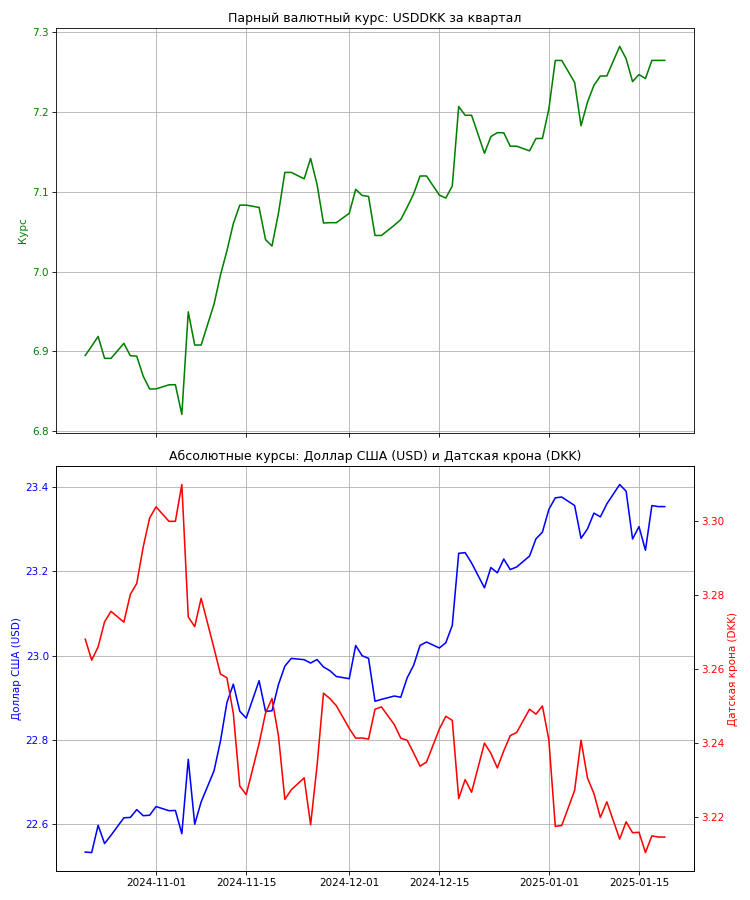 Парный валютный курс: USDDKK за квартал
7.3
7.2
7.1
7.0
6.9
6.8
Курс
Абсолютные курсы: Доллар США (USD) и Датская крона (DKK)
23.4
23.2
23.0
22.8
22.6
Доллар США (USD)
3.30
3.28
3.26
3.24
3.22
Датская крона (DKK)
2024-11-01 2024-11-15 2024-12-01 2024-12-15 2025-01-01 2025-01-15